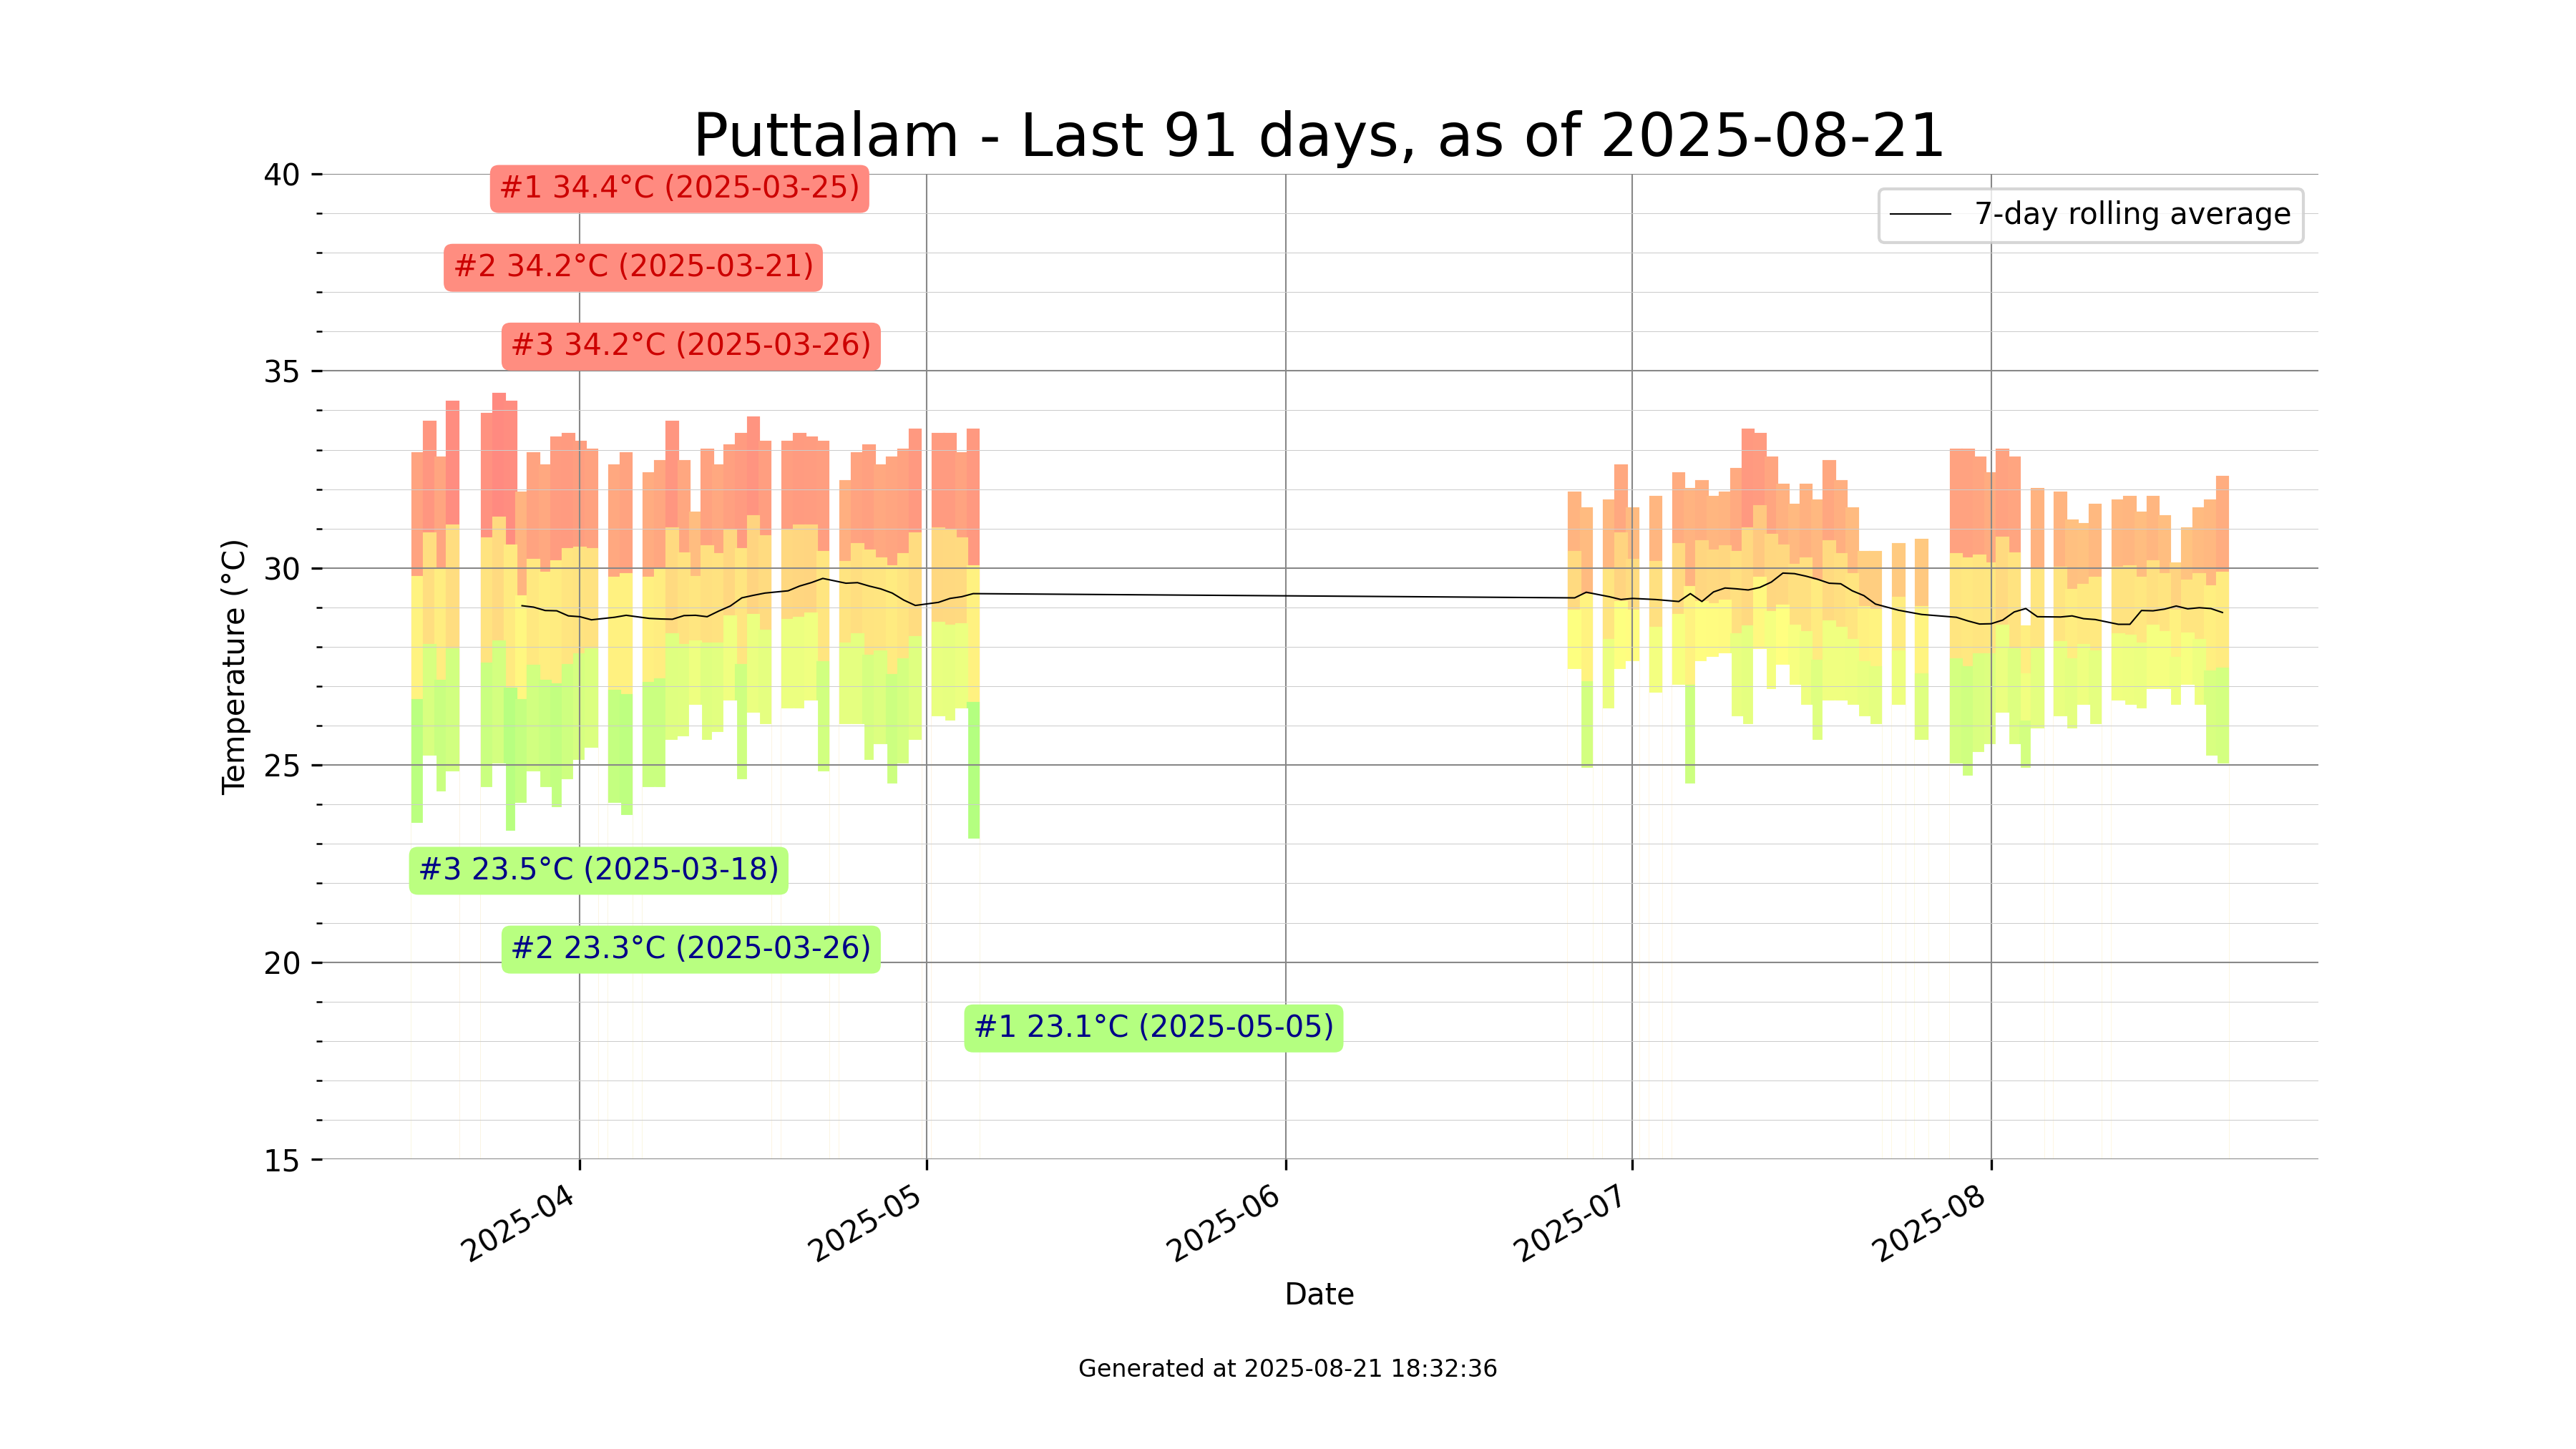 Puttalam - Last 91 days, as of 2025-08-21
40
#1 34.4°C (2025-03-25)
7-day rolling average
#2 34.2°C (2025-03-21)
#3 34.2°C (2025-03-26)
35
30
Temperature (°C)
25
#3 23.5°C (2025-03-18)
#2 23.3°C (2025-03-26)
20
#1 23.1°C (2025-05-05)
15
2025-04
2025-05
2025-06
2025-07
2025-08
Date
Generated at 2025-08-21 18:32:36